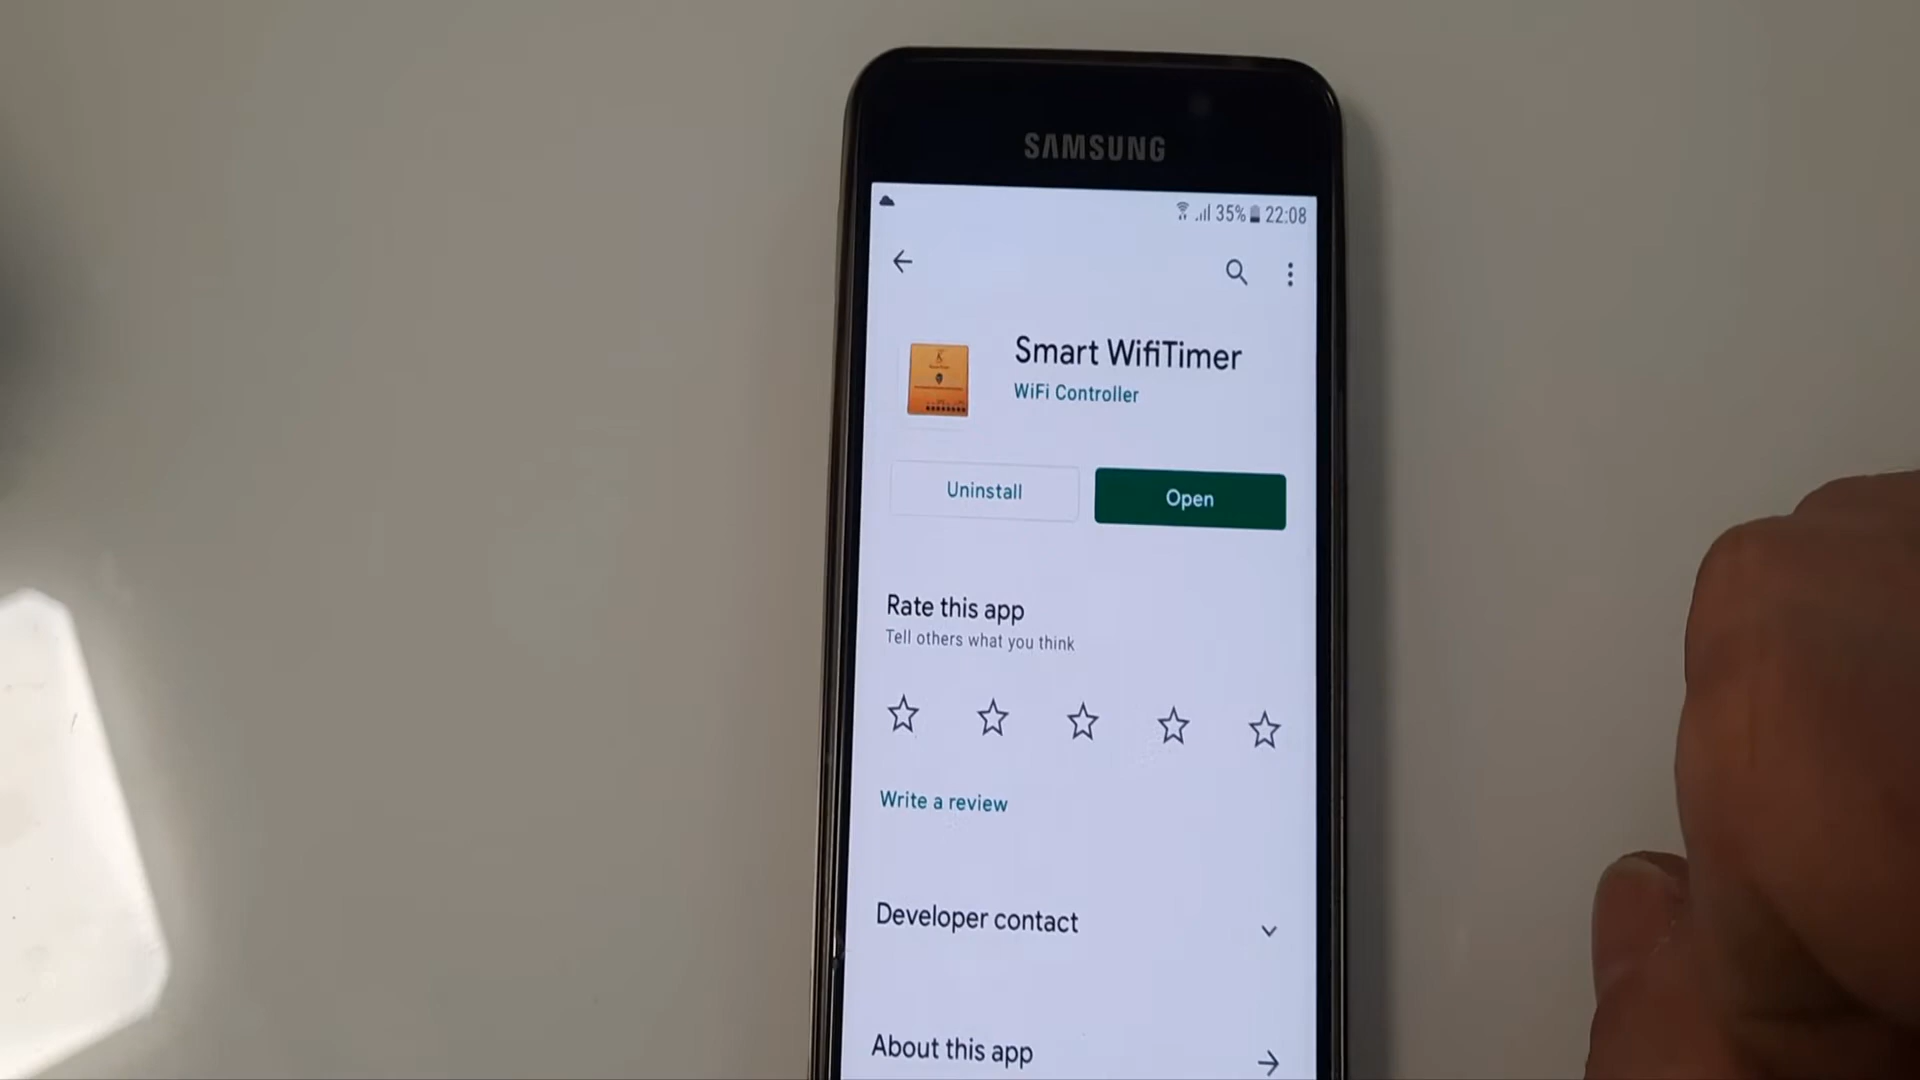 SAMSUNG
35% 22:08
Smart WifiTimer
WiFi Controller
Uninstall
Open
Rate this app
Tell others what you think
Write a review
Developer contact
About this app